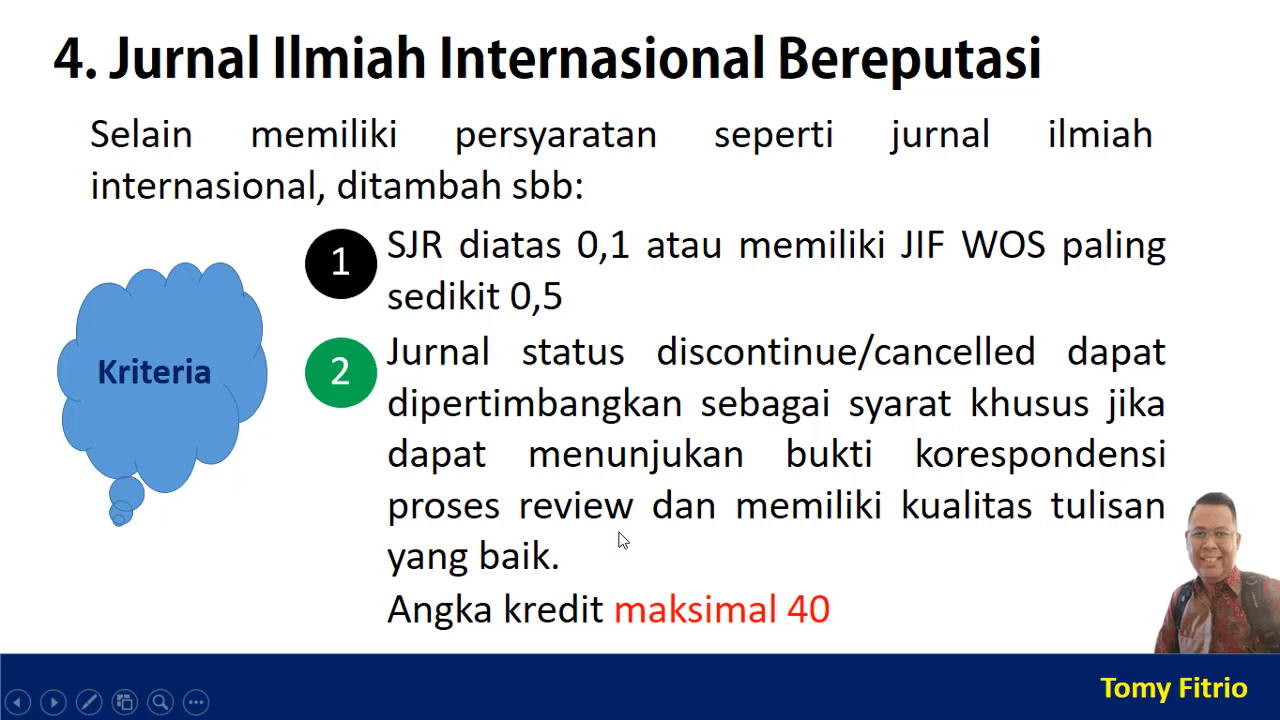 4. Jurnal Ilmiah Internasional Bereputasi
Selain memiliki persyaratan seperti jurnal ilmiah
internasional, ditambah sbb:
Kriteria
1
SJR diatas 0,1 atau memiliki JIF WOS paling
sedikit 0,5
2
Jurnal status discontinue/cancelled dapat
dipertimbangkan sebagai syarat khusus jika
dapat menunjukan bukti korespondensi
proses review dan memiliki kualitas tulisan
yang baik.
Angka kredit maksimal 40
Tomy Fitrio